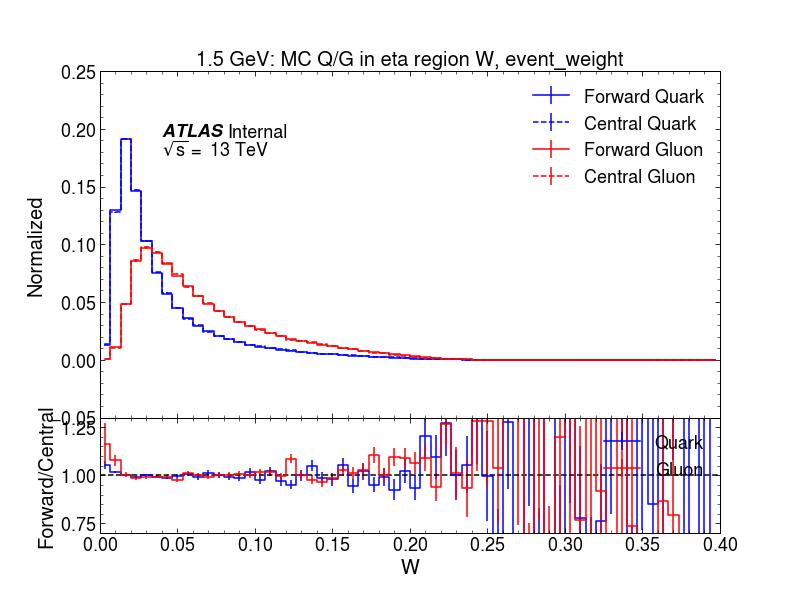 1.5 GeV: MC Q/G in eta region W, event_weight
0.25
0.20
0.15
0.10
0.05
0.00
0.05
Normalized
ATLAS Internal
√s = 13 TeV
Forward Quark
Central Quark
Forward Gluon
Central Gluon
1.25
1.00
0.75
Forward/Central
Quark
Gluon
0.00 0.05 0.10 0.15 0.20 0.25 0.30 0.35 0.40
W